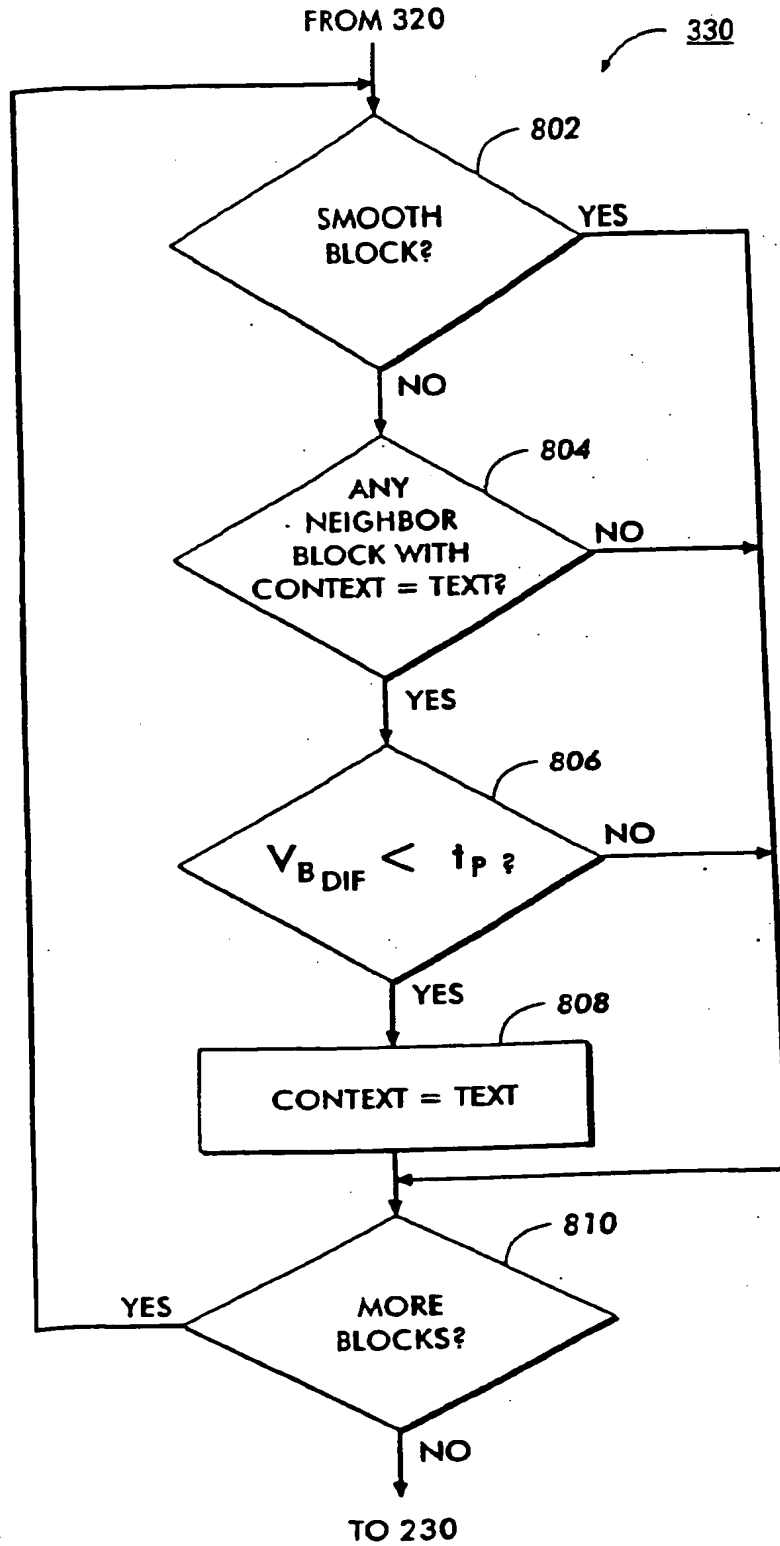 FROM 320
330
802
SMOOTH
BLOCK?
YES
NO
804
ANY
NEIGHBOR
BLOCK WITH
CONTEXT = TEXT?
NO
YES
806
V_B DIF < t_P ?
NO
YES
808
CONTEXT = TEXT
810
YES
MORE
BLOCKS?
NO
TO 230